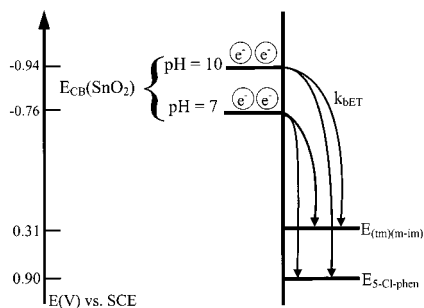 e⁻ e⁻
-0.94
pH = 10
E_CB(SnO₂)
k_bET
e⁻ e⁻
-0.76
pH = 7
0.31
E_(tm)(m-im)
0.90
E_5-Cl-phen
E(V) vs. SCE